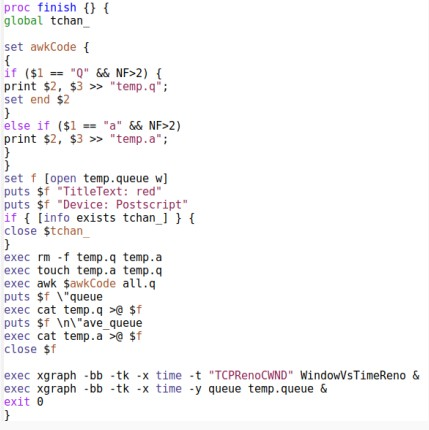 proc finish {} {
global tchan_
set awkCode {
{
if ($1 == "Q" && NF>2) {
print $2, $3 >> "temp.q";
set end $2
}
else if ($1 == "a" && NF>2)
print $2, $3 >> "temp.a";
}
}
set f [open temp.queue w]
puts $f "TitleText: red"
puts $f "Device: Postscript"
if { [info exists tchan_] } {
close $tchan_
}
exec rm -f temp.q temp.a
exec touch temp.a temp.q
exec awk $awkCode all.q
puts $f \"queue
exec cat temp.q >@ $f
puts $f \n\"ave_queue
exec cat temp.a >@ $f
close $f
exec xgraph -bb -tk -x time -t "TCPRenoCWND" WindowVsTimeReno &
exec xgraph -bb -tk -x time -y queue temp.queue &
exit 0
}